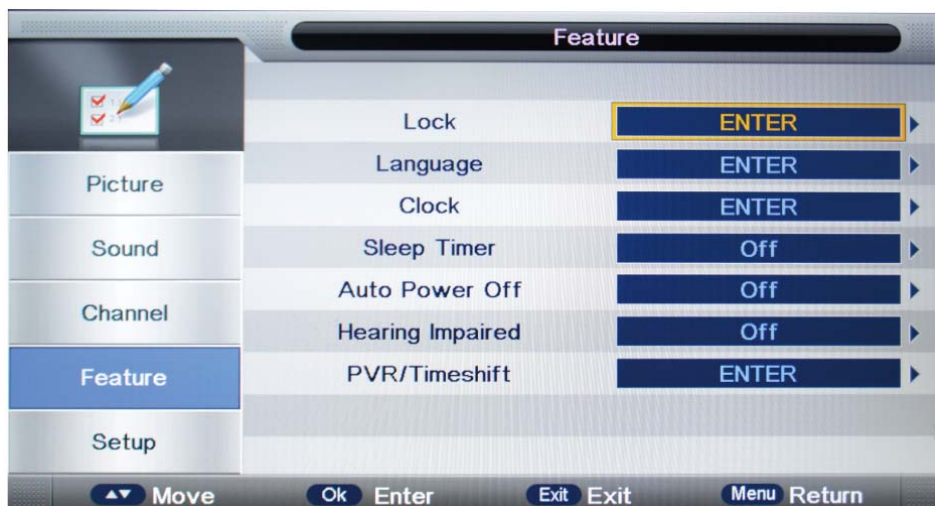 Feature
Lock ENTER
Language ENTER
Clock ENTER
Sleep Timer Off
Auto Power Off Off
Hearing Impaired Off
PVR/Timeshift ENTER
Picture
Sound
Channel
Feature
Setup
Move Ok Enter Exit Exit Menu Return